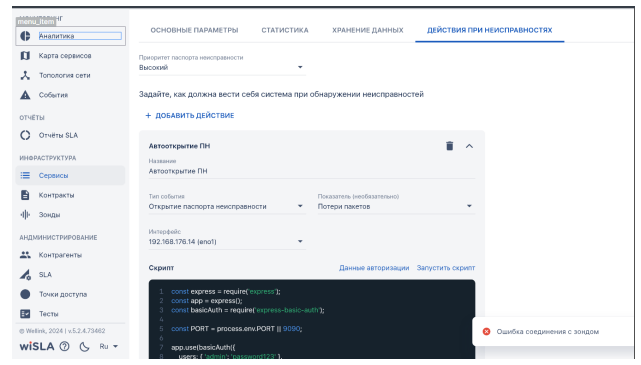 menu_item
Аналитика
Карта сервисов
Топология сети
События
ОТЧЁТЫ
Отчёты SLA
ИНФРАСТРУКТУРА
Сервисы
Контракты
Зонды
АНДМИНИСТРИРОВАНИЕ
Контрагенты
SLA
Точки доступа
Тесты
© Wellink, 2024 | v.5.2.4.73462
wiSLA
Ru
ОСНОВНЫЕ ПАРАМЕТРЫ СТАТИСТИКА ХРАНЕНИЕ ДАННЫХ ДЕЙСТВИЯ ПРИ НЕИСПРАВНОСТЯХ
Приоритет паспорта неисправности
Высокий
Задайте, как должна вести себя система при обнаружении неисправностей
+ ДОБАВИТЬ ДЕЙСТВИЕ
Автооткрытие ПН
Название
Автооткрытие ПН
Тип события Показатель (необязательно)
Открытие паспорта неисправности Потери пакетов
Интерфейс
192.168.176.14 (eno1)
Скрипт Данные авторизации Запустить скрипт
1 const express = require('express');
2 const app = express();
3 const basicAuth = require('express-basic-auth');
4
5 const PORT = process.env.PORT || 9090;
6
7 app.use(basicAuth({
8 users: { 'admin': 'password123' },
Ошибка соединения с зондом